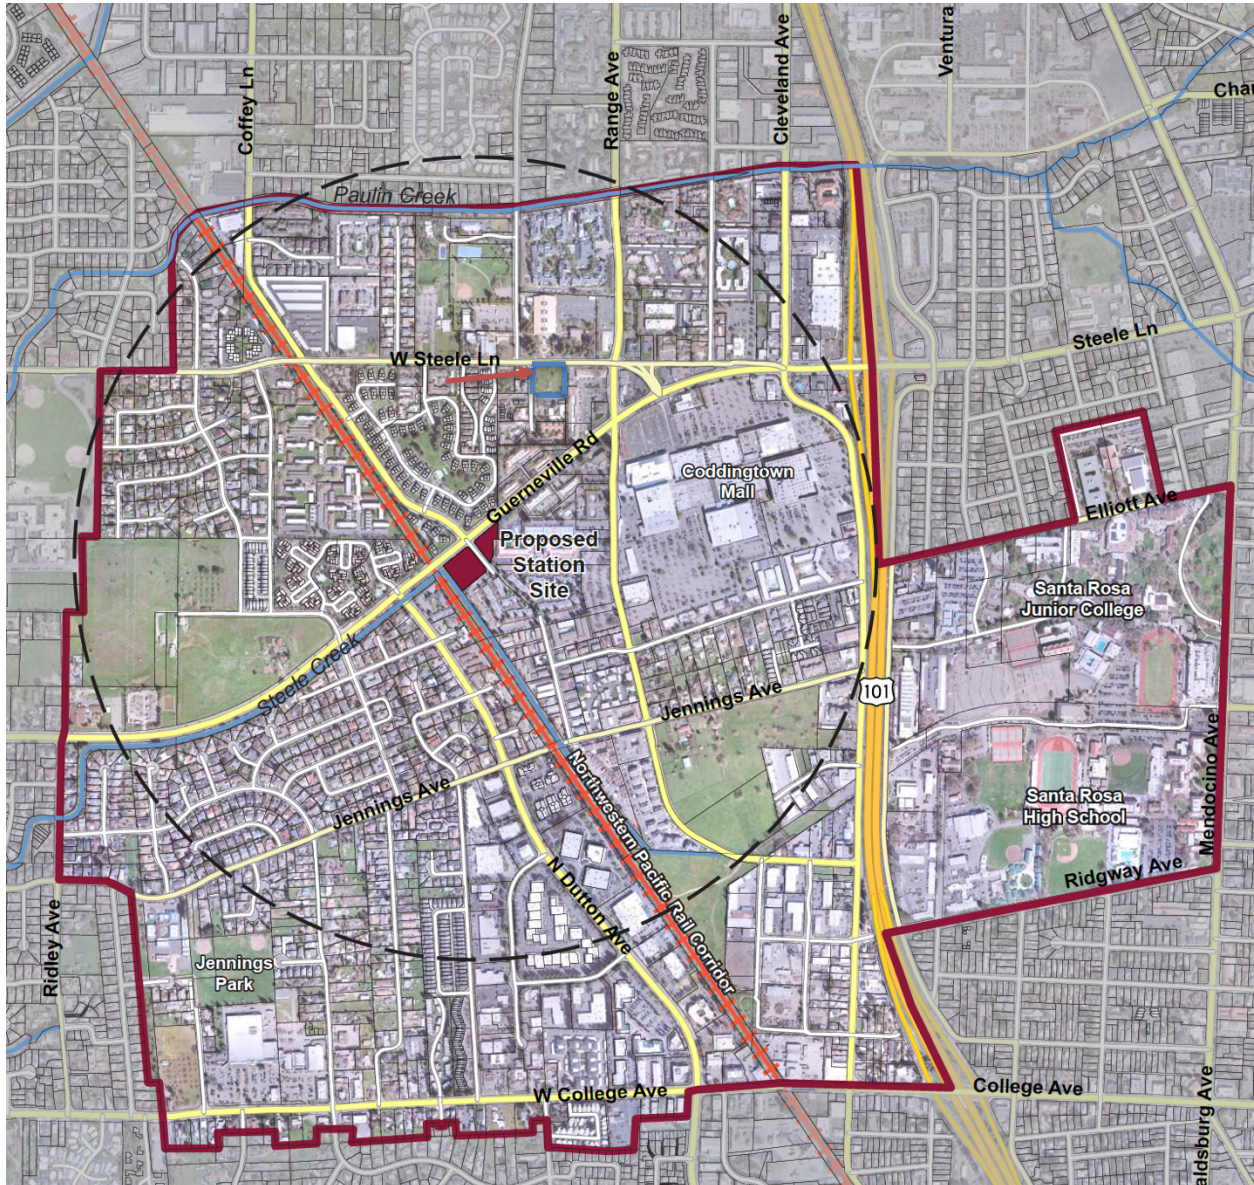 Coffey Ln
Range Ave
Cleveland Ave
Ventura
Paulin Creek
W Steele Ln
Steele Ln
Guerneville Rd
Coddingtown
Mall
Elliott Ave
Proposed
Station
Site
Santa Rosa
Junior College
Steele Creek
Jennings Ave
101
Jennings Ave
Northwestern Pacific Rail Corridor
Santa Rosa
High School
Mendocino Ave
Ridgway Ave
N Dutton Ave
Ridley Ave
Jennings
Park
W College Ave
College Ave
aldsburg Ave